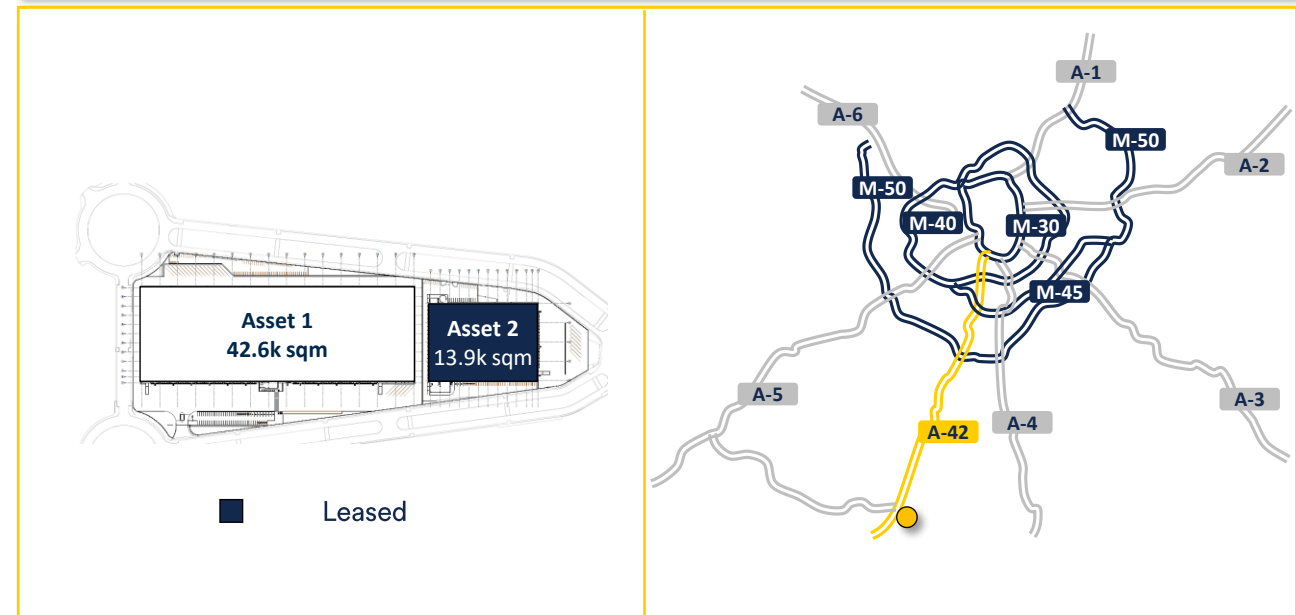 Asset 1
42.6k sqm
Asset 2
13.9k sqm
Leased
A-1
A-6
M-50
A-2
M-50
M-40
M-30
M-45
A-5
A-3
A-4
A-42